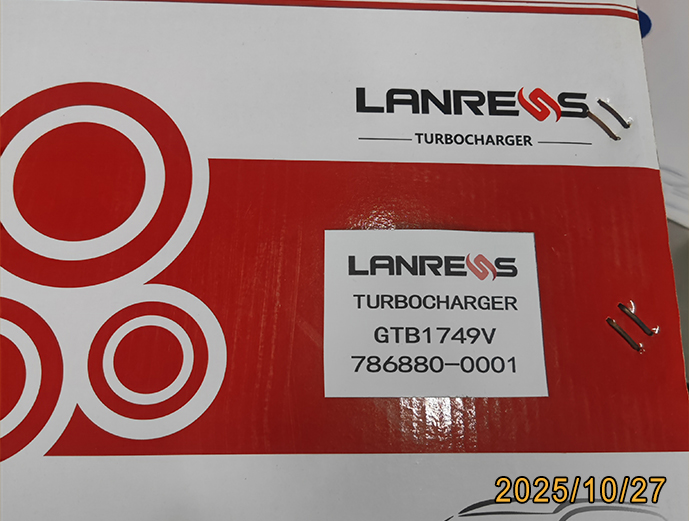 LANRESS
TURBOCHARGER
LANRESS
TURBOCHARGER
GTB1749V
786880-0001
2025/10/27